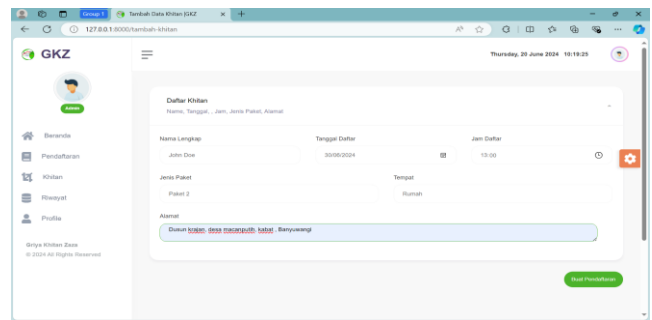 Group 1
Tambah Data Khitan |GKZ
127.0.0.1:8000/tambah-khitan
GKZ
Thursday, 20 June 2024 10:19:25
Admin
Daftar Khitan
Nama, Tanggal, , Jam, Jenis Paket, Alamat
Beranda
Nama Lengkap
Tanggal Daftar
Jam Daftar
Pendaftaran
John Doe
30/06/2024
13:00
Khitan
Jenis Paket
Tempat
Riwayat
Paket 3
Rumah
Profile
Alamat
Dusun krajan, desa macanputih, kabat , Banyuwangi
Griya Khitan Zaza
© 2024 All Rights Reserved
Buat Pendaftaran